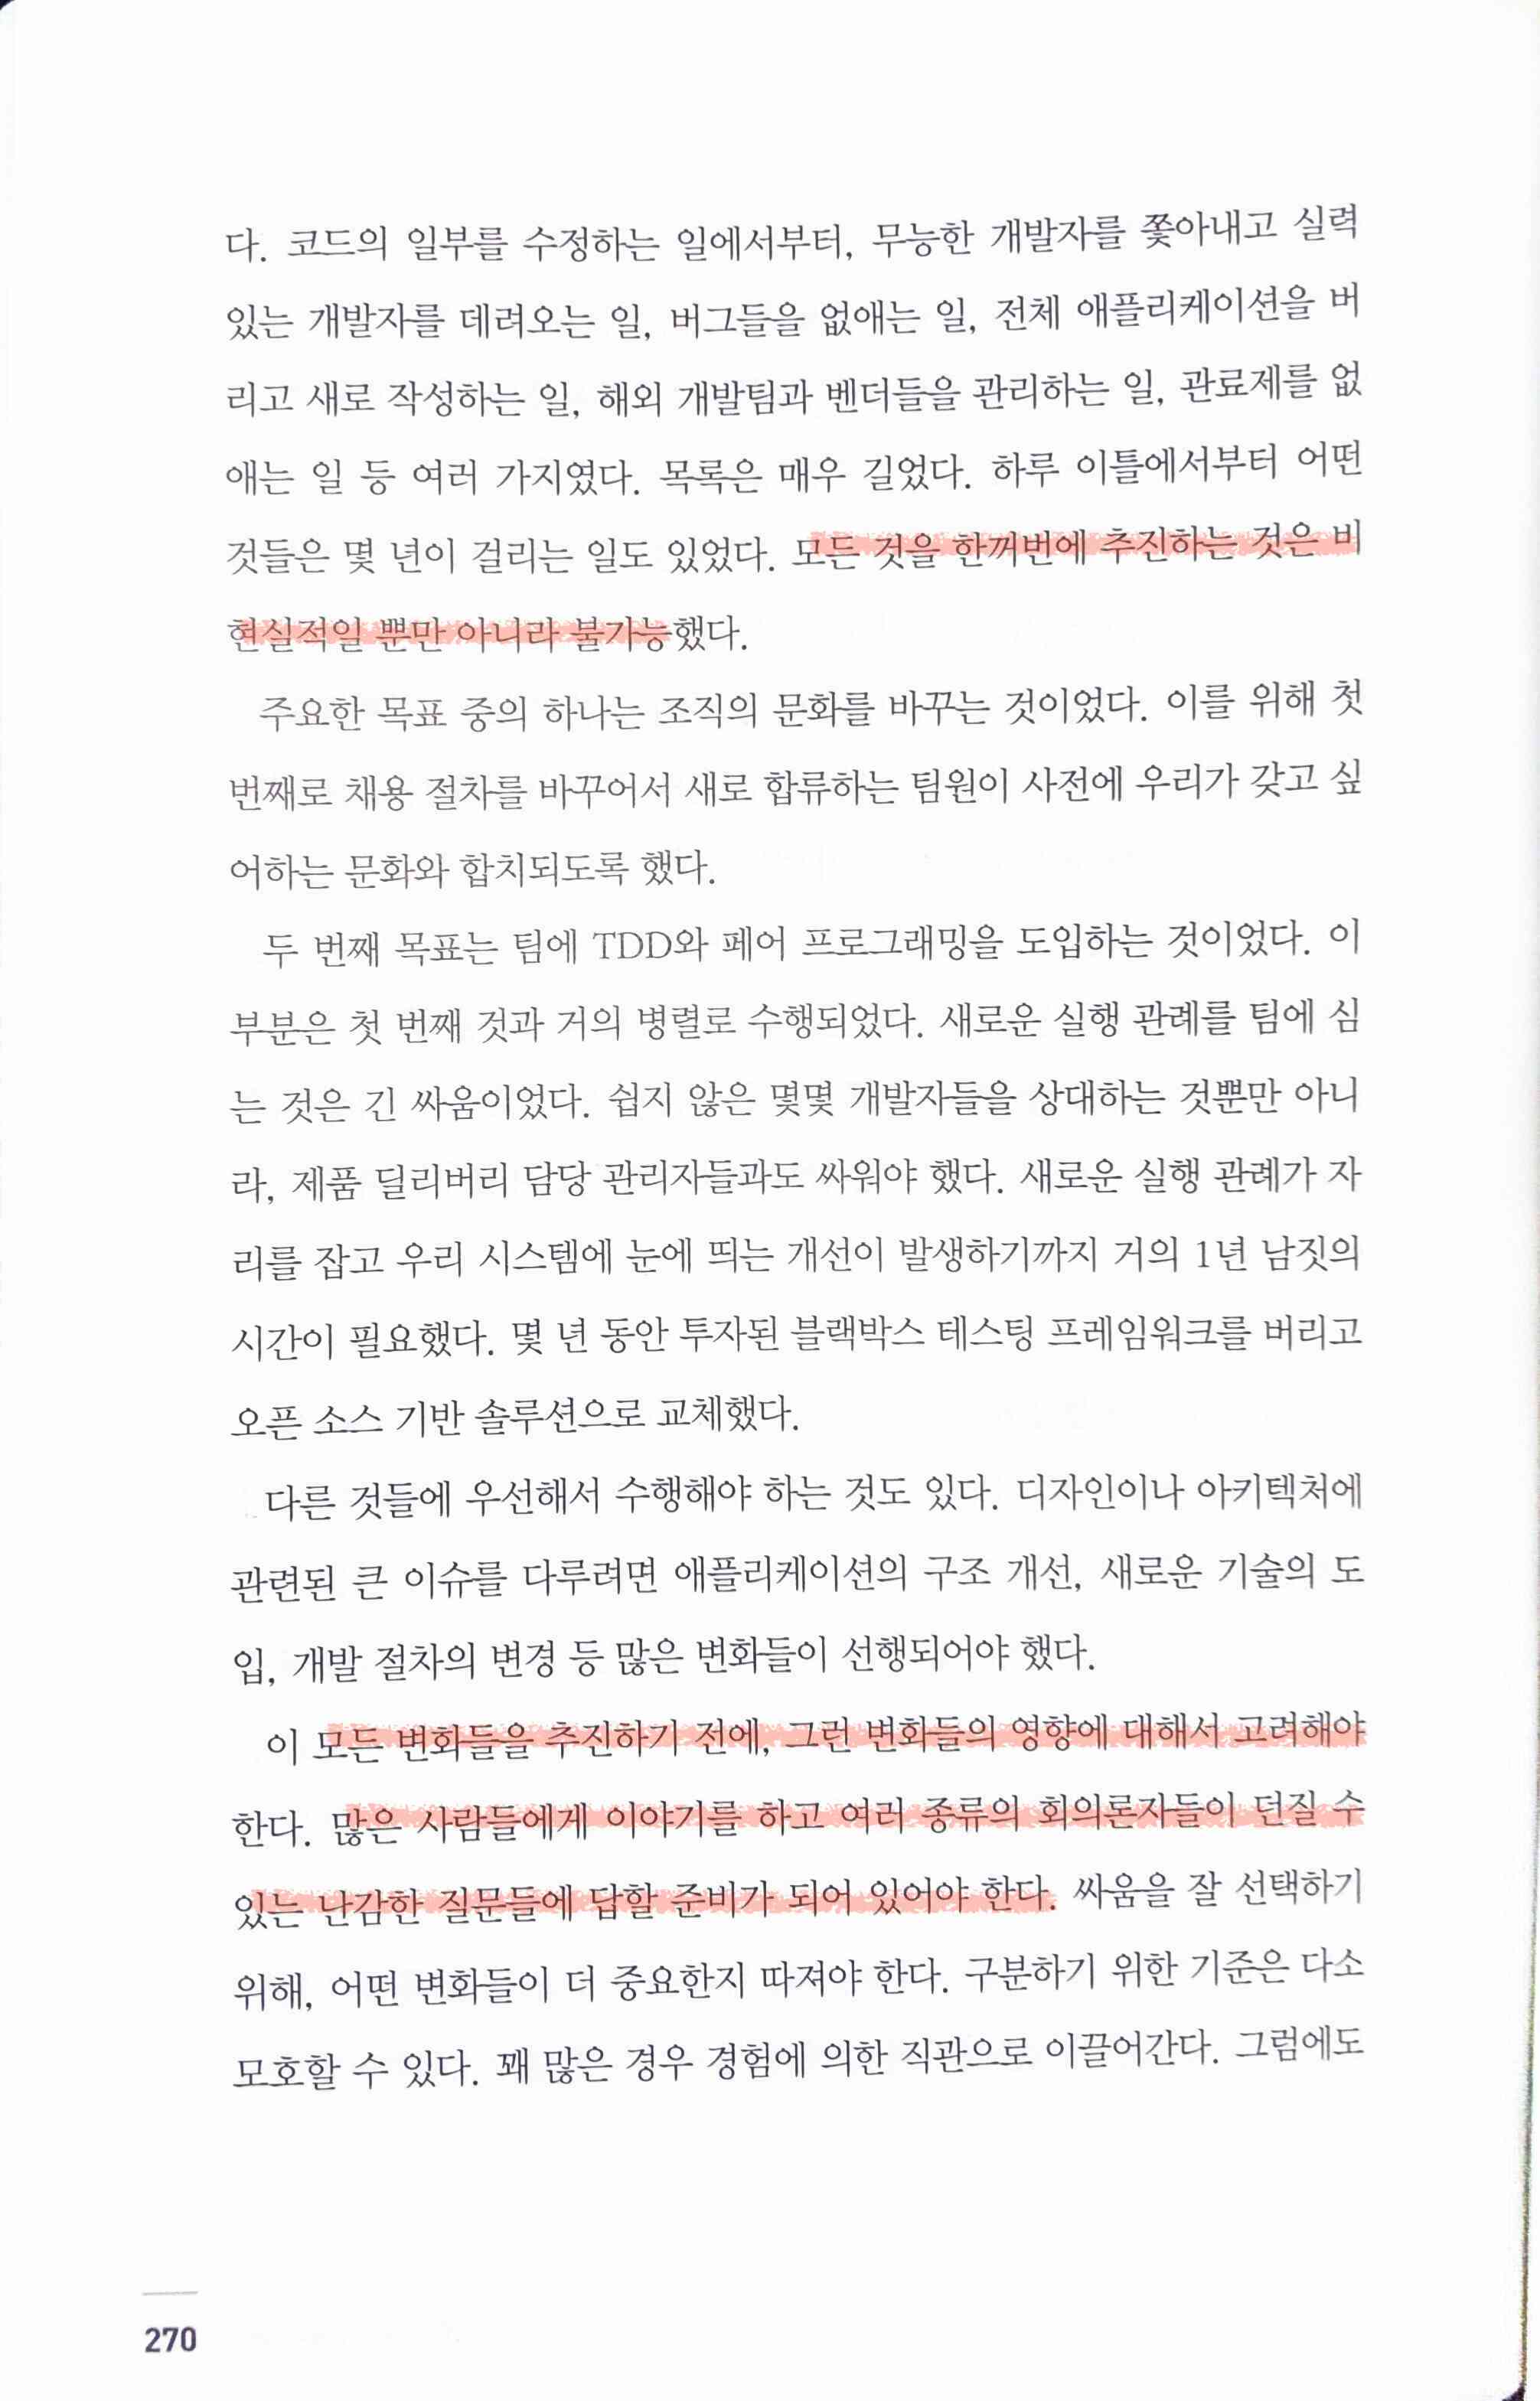 다. 코드의 일부를 수정하는 일에서부터, 무능한 개발자를 쫓아내고 실력
있는 개발자를 데려오는 일, 버그들을 없애는 일, 전체 애플리케이션을 버
리고 새로 작성하는 일, 해외 개발팀과 벤더들을 관리하는 일, 관료제를 없
애는 일 등 여러 가지였다. 목록은 매우 길었다. 하루 이틀에서부터 어떤
것들은 몇 년이 걸리는 일도 있었다. 모든 것을 한꺼번에 추진하는 것은 비
현실적일 뿐만 아니라 불가능했다.
주요한 목표 중의 하나는 조직의 문화를 바꾸는 것이었다. 이를 위해 첫
번째로 채용 절차를 바꾸어서 새로 합류하는 팀원이 사전에 우리가 갖고 싶
어하는 문화와 합치되도록 했다.
두 번째 목표는 팀에 TDD와 페어 프로그래밍을 도입하는 것이었다. 이
부분은 첫 번째 것과 거의 병렬로 수행되었다. 새로운 실행 관례를 팀에 심
는 것은 긴 싸움이었다. 쉽지 않은 몇몇 개발자들을 상대하는 것뿐만 아니
라, 제품 딜리버리 담당 관리자들과도 싸워야 했다. 새로운 실행 관례가 자
리를 잡고 우리 시스템에 눈에 띄는 개선이 발생하기까지 거의 1년 남짓의
시간이 필요했다. 몇 년 동안 투자된 블랙박스 테스팅 프레임워크를 버리고
오픈 소스 기반 솔루션으로 교체했다.
다른 것들에 우선해서 수행해야 하는 것도 있다. 디자인이나 아키텍처에
관련된 큰 이슈를 다루려면 애플리케이션의 구조 개선, 새로운 기술의 도
입, 개발 절차의 변경 등 많은 변화들이 선행되어야 했다.
이 모든 변화들을 추진하기 전에, 그런 변화들의 영향에 대해서 고려해야
한다. 많은 사람들에게 이야기를 하고 여러 종류의 회의론자들이 던질 수
있는 난감한 질문들에 답할 준비가 되어 있어야 한다. 싸움을 잘 선택하기
위해, 어떤 변화들이 더 중요한지 따져야 한다. 구분하기 위한 기준은 다소
모호할 수 있다. 꽤 많은 경우 경험에 의한 직관으로 이끌어간다. 그럼에도
270